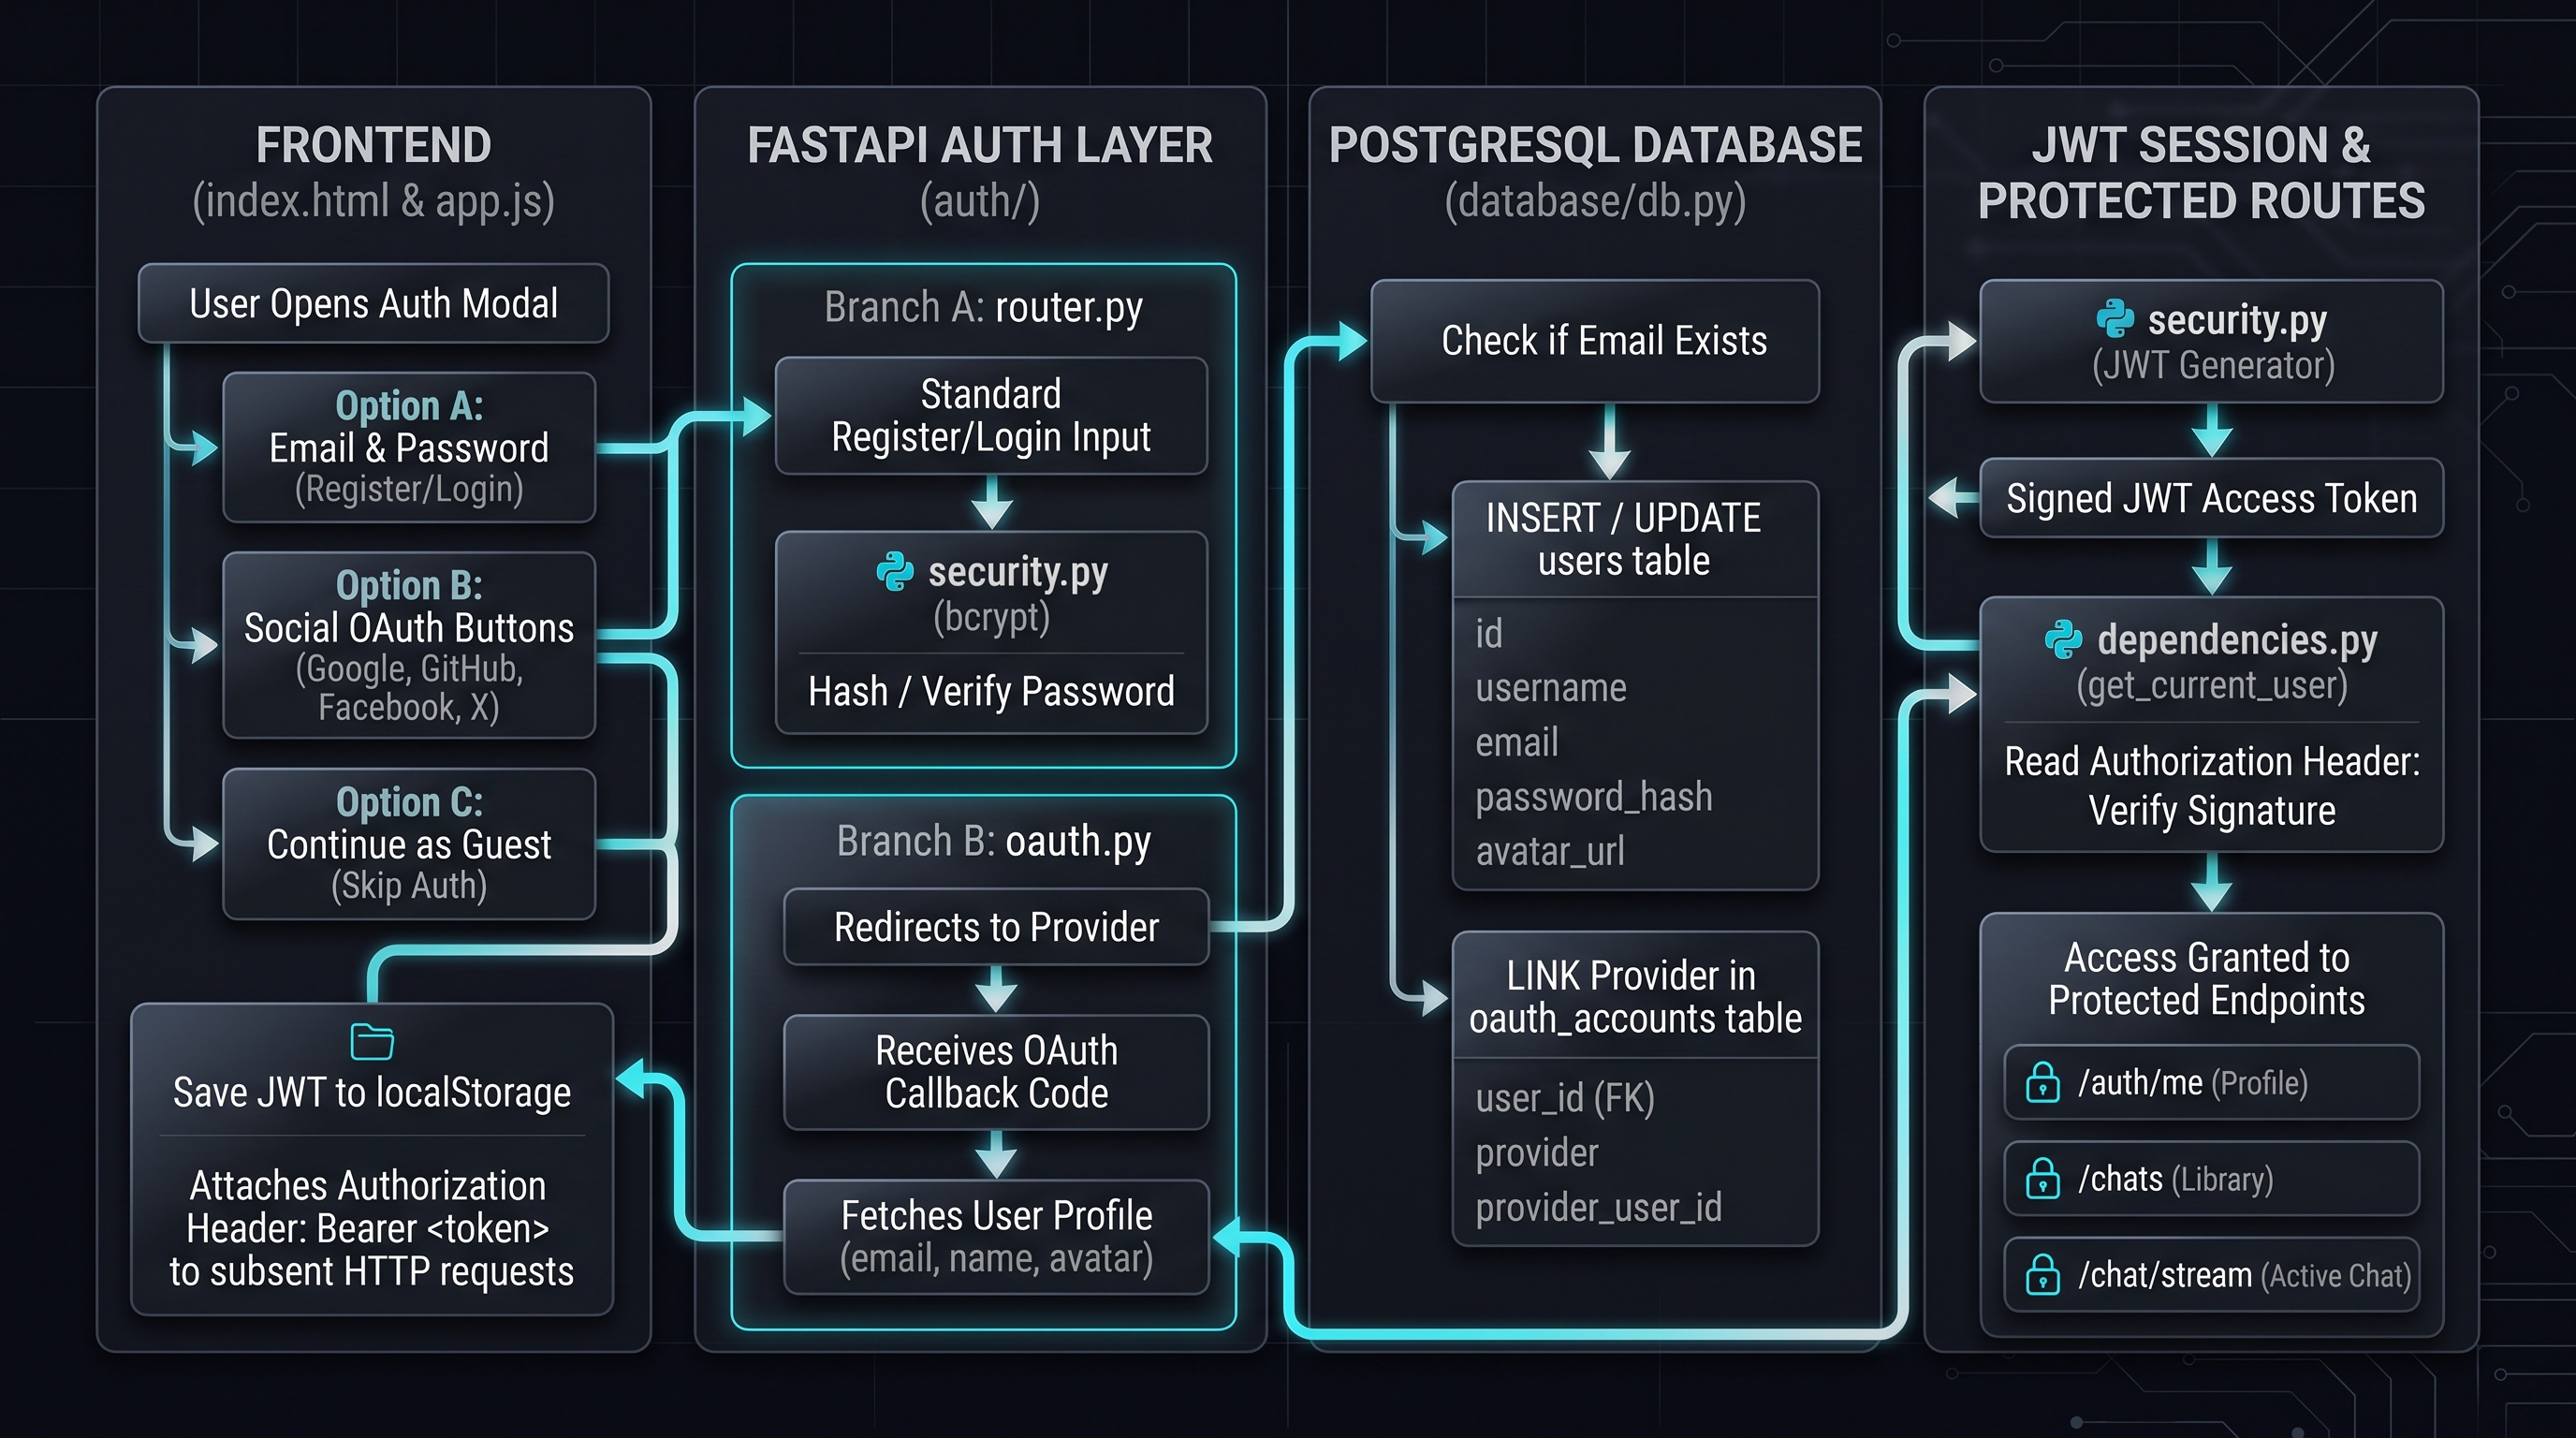 FRONTEND
(index.html & app.js)
User Opens Auth Modal
Option A:
Email & Password
(Register/Login)
Option B:
Social OAuth Buttons
(Google, GitHub,
Facebook, X)
Option C:
Continue as Guest
(Skip Auth)
Save JWT to localStorage
Attaches Authorization
Header: Bearer <token>
to subsent HTTP requests
FASTAPI AUTH LAYER
(auth/)
Branch A: router.py
Standard
Register/Login Input
security.py
(bcrypt)
Hash / Verify Password
Branch B: oauth.py
Redirects to Provider
Receives OAuth
Callback Code
Fetches User Profile
(email, name, avatar)
POSTGRESQL DATABASE
(database/db.py)
Check if Email Exists
INSERT / UPDATE
users table
id
username
email
password_hash
avatar_url
LINK Provider in
oauth_accounts table
user_id (FK)
provider
provider_user_id
JWT SESSION &
PROTECTED ROUTES
security.py
(JWT Generator)
Signed JWT Access Token
dependencies.py
(get_current_user)
Read Authorization Header:
Verify Signature
Access Granted to
Protected Endpoints
/auth/me (Profile)
/chats (Library)
/chat/stream (Active Chat)